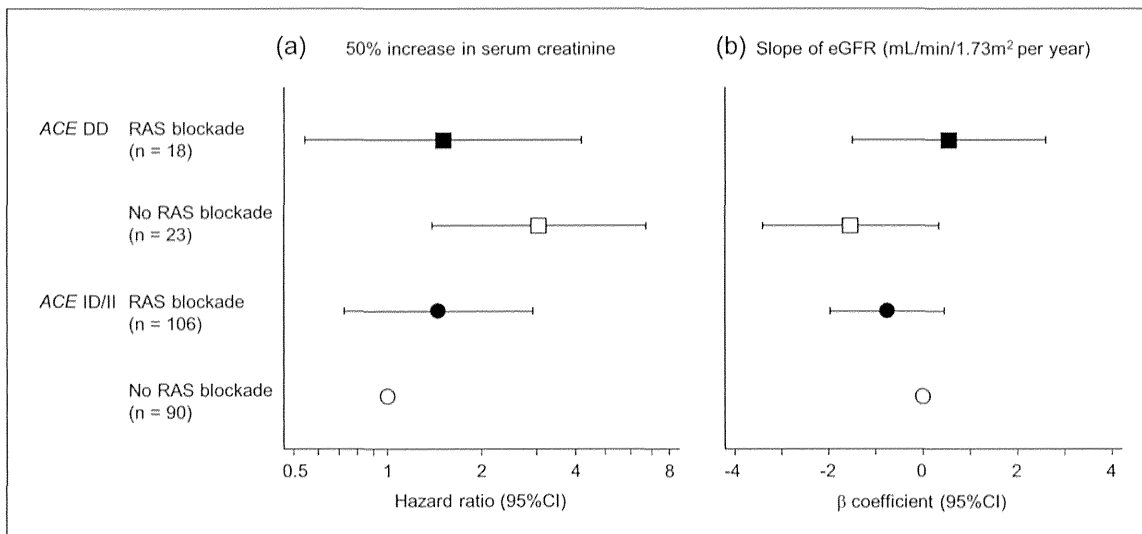 (a) 50% increase in serum creatinine
(b) Slope of eGFR (mL/min/1.73m² per year)
ACE DD RAS blockade
(n = 18)
No RAS blockade
(n = 23)
ACE ID/II RAS blockade
(n = 106)
No RAS blockade
(n = 90)
0.5 1 2 4 8
Hazard ratio (95%CI)
-4 -2 0 2 4
β coefficient (95%CI)